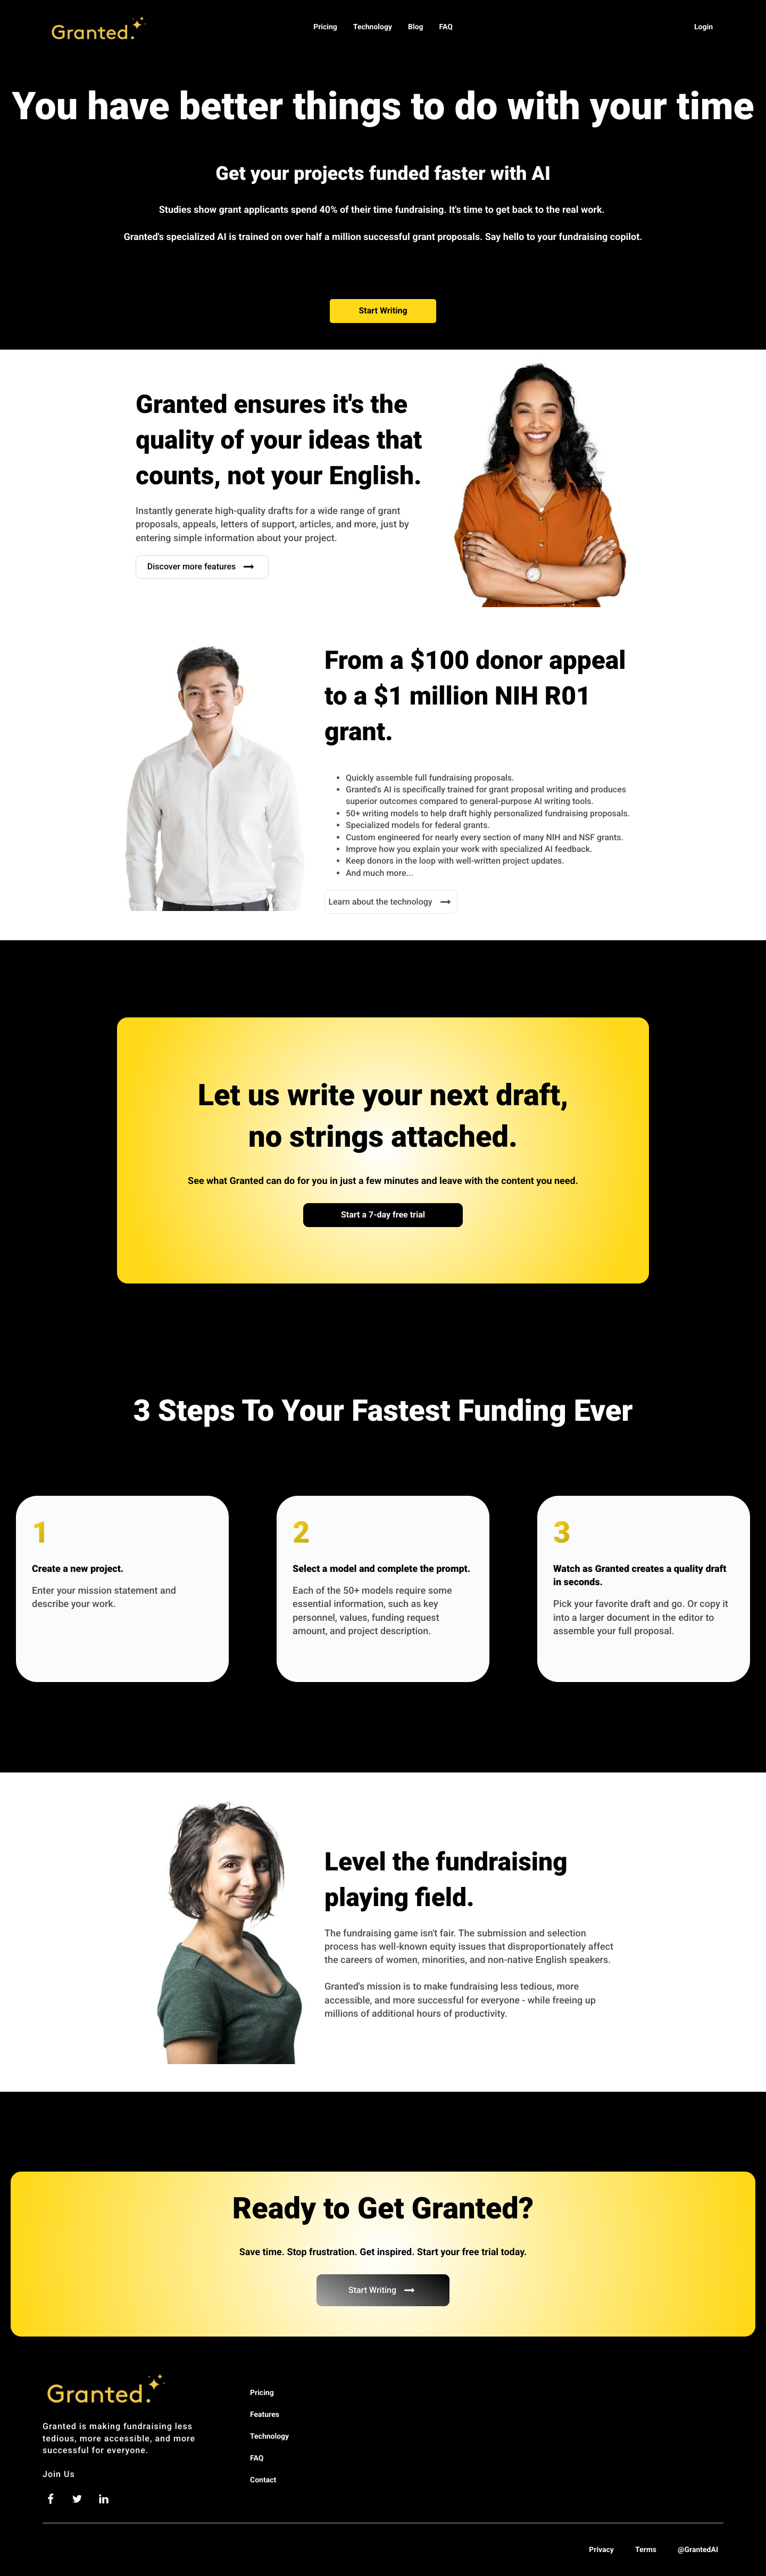 Granted.
Pricing Technology Blog FAQ
Login
You have better things to do with your time
Get your projects funded faster with AI
Studies show grant applicants spend 40% of their time fundraising. It's time to get back to the real work.
Granted's specialized AI is trained on over half a million successful grant proposals. Say hello to your fundraising copilot.
Start Writing
Granted ensures it's the
quality of your ideas that
counts, not your English.
Instantly generate high-quality drafts for a wide range of grant
proposals, appeals, letters of support, articles, and more, just by
entering simple information about your project.
Discover more features
From a $100 donor appeal
to a $1 million NIH R01
grant.
• Quickly assemble full fundraising proposals.
• Granted's AI is specifically trained for grant proposal writing and produces
superior outcomes compared to general-purpose AI writing tools.
• 50+ writing models to help draft highly personalized fundraising proposals.
• Specialized models for federal grants.
• Custom engineered for nearly every section of many NIH and NSF grants.
• Improve how you explain your work with specialized AI feedback.
• Keep donors in the loop with well-written project updates.
• And much more...
Learn about the technology
Let us write your next draft,
no strings attached.
See what Granted can do for you in just a few minutes and leave with the content you need.
Start a 7-day free trial
3 Steps To Your Fastest Funding Ever
1
Create a new project.
Enter your mission statement and
describe your work.
2
Select a model and complete the prompt.
Each of the 50+ models require some
essential information, such as key
personnel, values, funding request
amount, and project description.
3
Watch as Granted creates a quality draft
in seconds.
Pick your favorite draft and go. Or copy it
into a larger document in the editor to
assemble your full proposal.
Level the fundraising
playing field.
The fundraising game isn't fair. The submission and selection
process has well-known equity issues that disproportionately affect
the careers of women, minorities, and non-native English speakers.
Granted's mission is to make fundraising less tedious, more
accessible, and more successful for everyone - while freeing up
millions of additional hours of productivity.
Ready to Get Granted?
Save time. Stop frustration. Get inspired. Start your free trial today.
Start Writing
Granted.
Granted is making fundraising less
tedious, more accessible, and more
successful for everyone.
Join Us
Pricing
Features
Technology
FAQ
Contact
Privacy Terms @GrantedAI